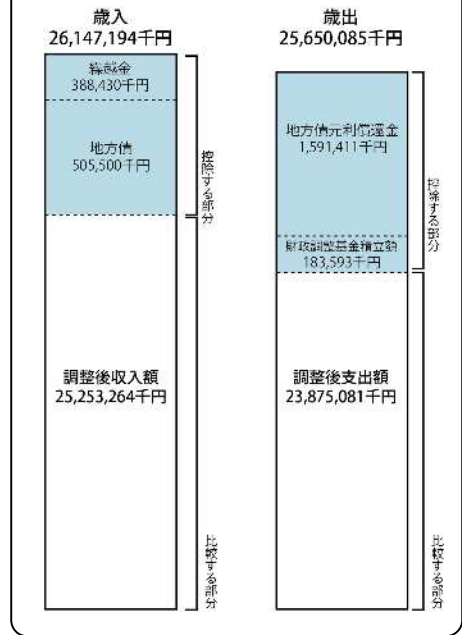 歳入
26,147,194千円
繰越金
388,430千円
地方債
505,500千円
控除する部分
調整後収入額
25,253,264千円
比較する部分
歳出
25,650,085千円
地方債元利償還金
1,591,411千円
財政調整基金積立額
183,593千円
控除する部分
調整後支出額
23,875,081千円
比較する部分